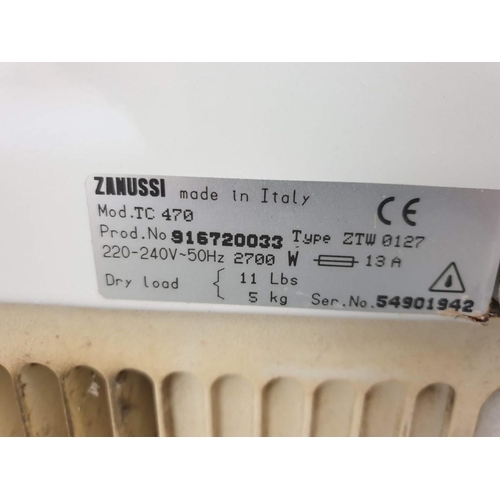 ZANUSSI made in Italy
Mod.TC 470
Prod.No 916720033 Type ZTW 0127
220-240V~50Hz 2700 W 13 A
Dry load { 11 Lbs
5 kg Ser.No. 54901942
CE